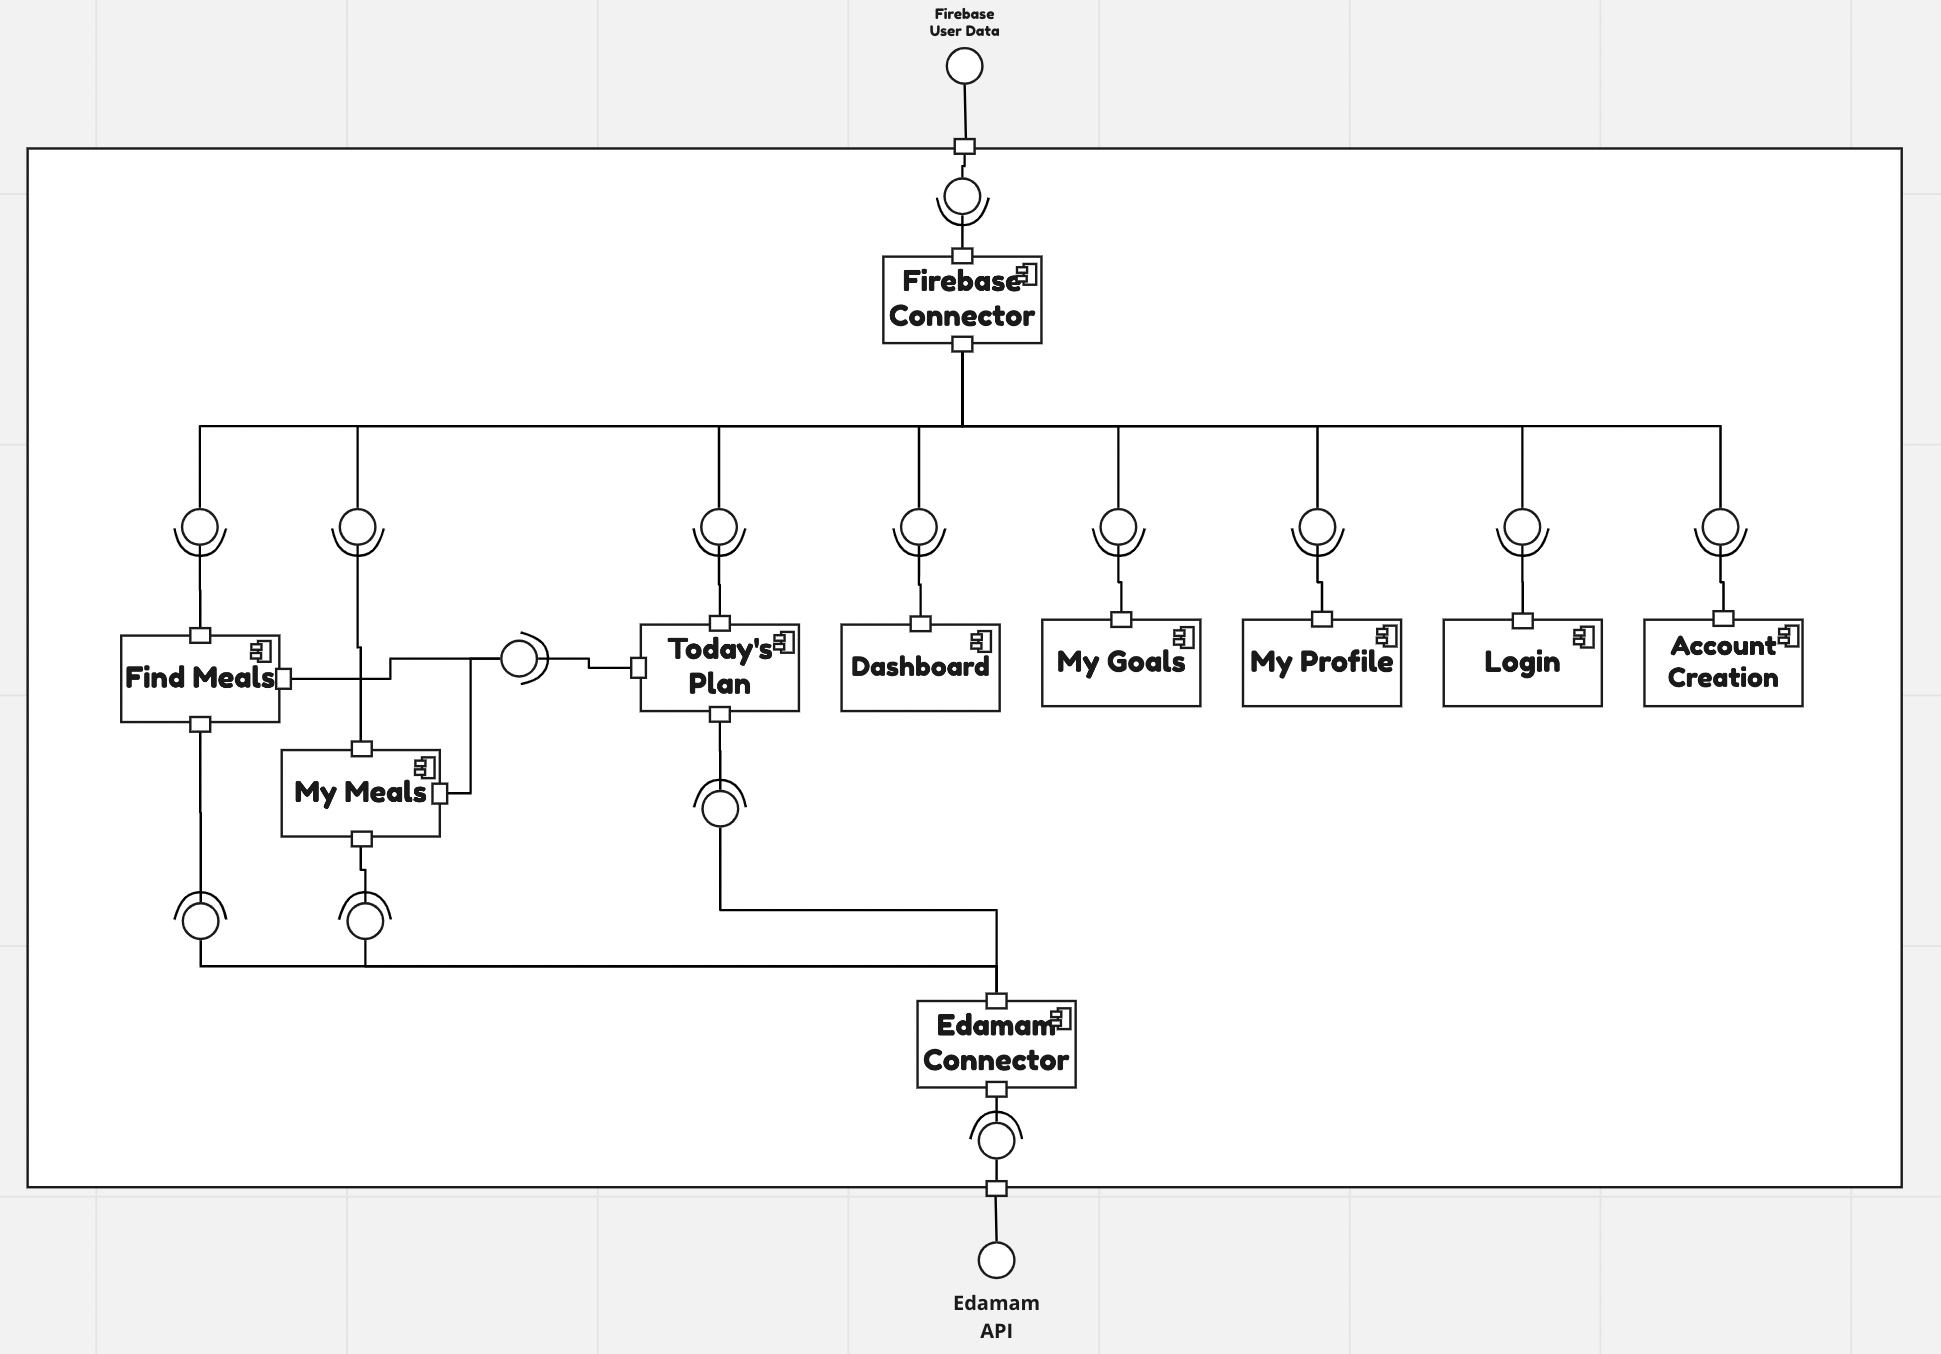 Firebase
User Data
Firebase
Connector
Find Meals
My Meals
Today's
Plan
Dashboard
My Goals
My Profile
Login
Account
Creation
Edamam
Connector
Edamam
API